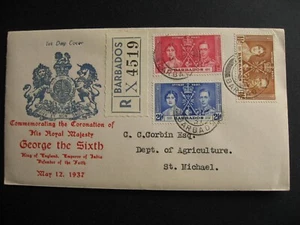 1st Day Cover
Commemorating the Coronation of
His Royal Majesty
George the Sixth
King of England, Emperor of India
Defender of the Faith
May 12, 1937
BARBADOS
R X 4519
BARBADOS
BARBADOS
C. C. Corbin Esq.
Dept. of Agriculture.
St. Michael.